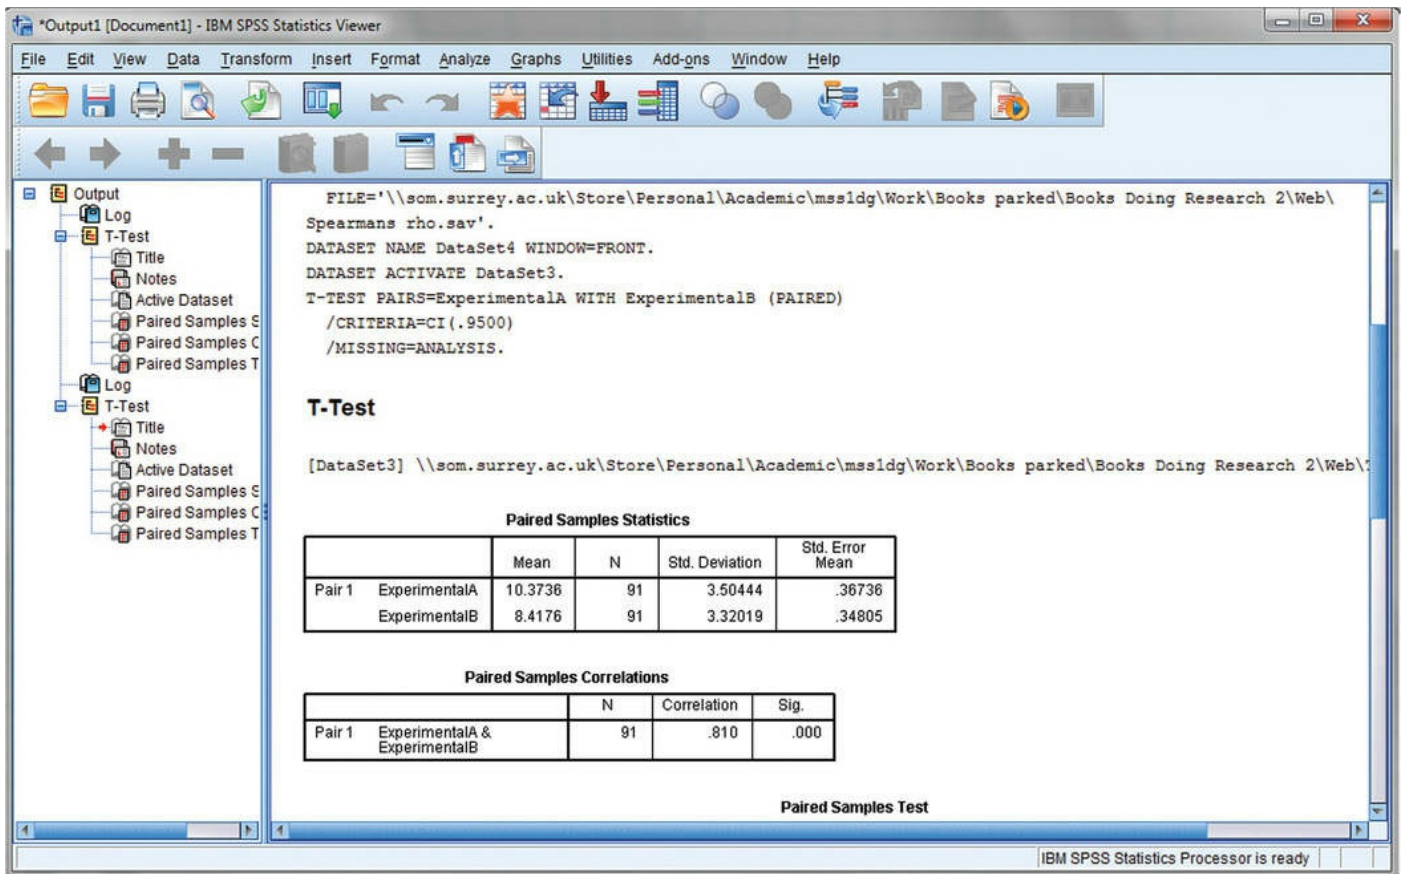 *Output1 [Document1] - IBM SPSS Statistics Viewer
File Edit View Data Transform Insert Format Analyze Graphs Utilities Add-ons Window Help
Output
Log
T-Test
Title
Notes
Active Dataset
Paired Samples S
Paired Samples C
Paired Samples T
Log
T-Test
Title
Notes
Active Dataset
Paired Samples S
Paired Samples C
Paired Samples T
FILE='\\som.surrey.ac.uk\Store\Personal\Academic\mss1dg\Work\Books parked\Books Doing Research 2\Web\
Spearmans rho.sav'.
DATASET NAME DataSet4 WINDOW=FRONT.
DATASET ACTIVATE DataSet3.
T-TEST PAIRS=ExperimentalA WITH ExperimentalB (PAIRED)
/CRITERIA=CI(.9500)
/MISSING=ANALYSIS.
T-Test
[DataSet3] \\som.surrey.ac.uk\Store\Personal\Academic\mss1dg\Work\Books parked\Books Doing Research 2\Web\
Paired Samples Statistics
Mean N Std. Deviation Std. Error Mean
Pair 1 ExperimentalA 10.3736 91 3.50444 .36736
ExperimentalB 8.4176 91 3.32019 .34805
Paired Samples Correlations
N Correlation Sig.
Pair 1 ExperimentalA & ExperimentalB 91 .810 .000
Paired Samples Test
IBM SPSS Statistics Processor is ready